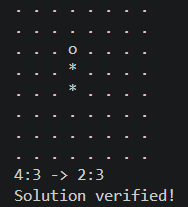 . . . . . . .
. . . . . . .
. . . o . . .
. . . * . . .
. . . * . . .
. . . . . . .
. . . . . . .
. . . . . . .
4:3 -> 2:3
Solution verified!